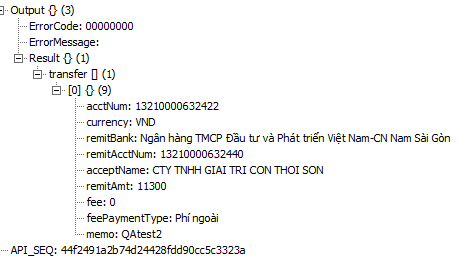 Output {} (3)
ErrorCode: 00000000
ErrorMessage:
Result {} (1)
transfer [] (1)
[0] {} (9)
acctNum: 13210000632422
currency: VND
remitBank: Ngân hàng TMCP Đầu tư và Phát triển Việt Nam-CN Nam Sài Gòn
remitAcctNum: 13210000632440
acceptName: CTY TNHH GIAI TRI CON THOI SON
remitAmt: 11300
fee: 0
feePaymentType: Phí ngoài
memo: QAtest2
API_SEQ: 44f2491a2b74d24428fdd90cc5c3323a